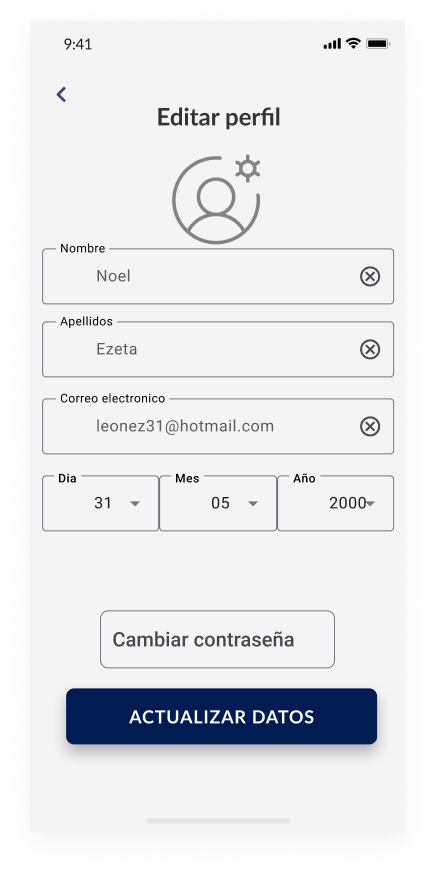 9:41
Editar perfil
Nombre
Noel
Apellidos
Ezeta
Correo electronico
leonez31@hotmail.com
Dia Mes Año
31 05 2000
Cambiar contraseña
ACTUALIZAR DATOS